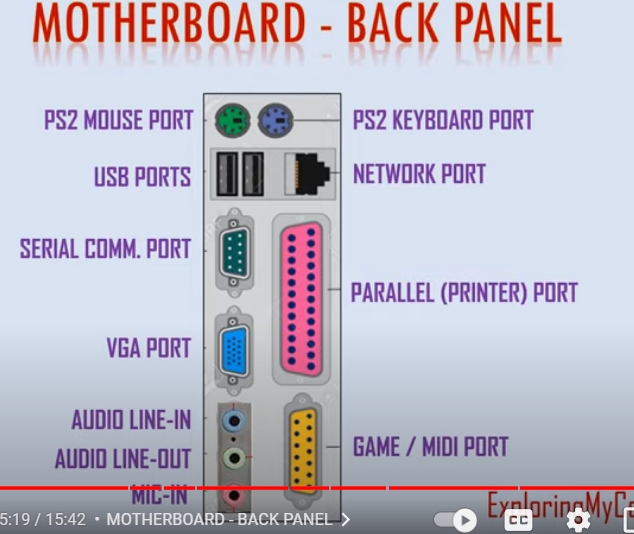 MOTHERBOARD - BACK PANEL
PS2 MOUSE PORT
PS2 KEYBOARD PORT
USB PORTS
NETWORK PORT
SERIAL COMM. PORT
PARALLEL (PRINTER) PORT
VGA PORT
AUDIO LINE-IN
GAME / MIDI PORT
AUDIO LINE-OUT
MIC-IN
5:19 / 15:42 • MOTHERBOARD - BACK PANEL
CC